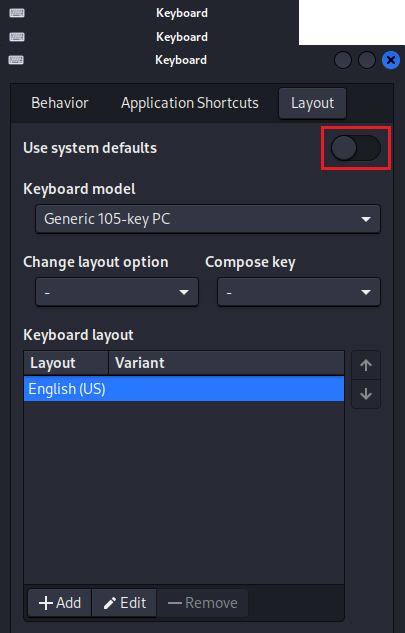 Keyboard
Keyboard
Keyboard
Behavior Application Shortcuts Layout
Use system defaults
Keyboard model
Generic 105-key PC
Change layout option Compose key
- -
Keyboard layout
Layout Variant
English (US)
Add Edit Remove